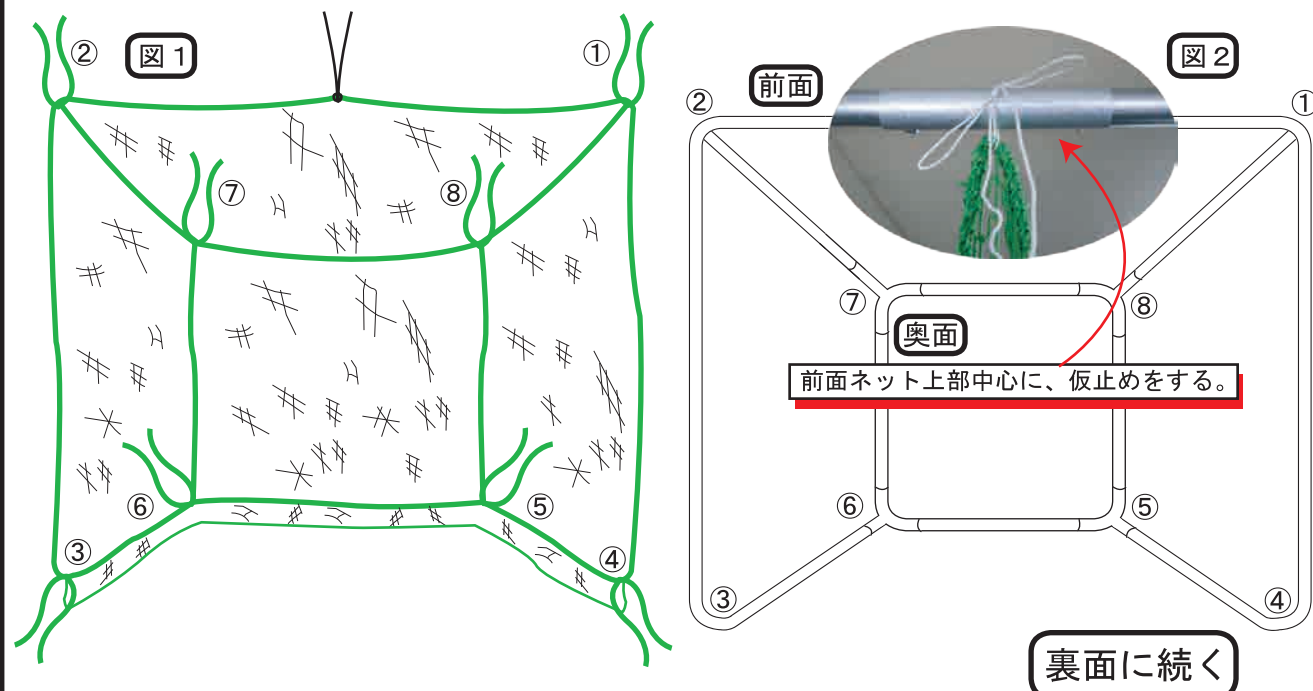 図1
②
①
⑦
⑧
⑥
⑤
③
④
図2
前面
②
①
⑦
⑧
奥面
前面ネット上部中心に、仮止めをする。
⑥
⑤
③
④
裏面に続く